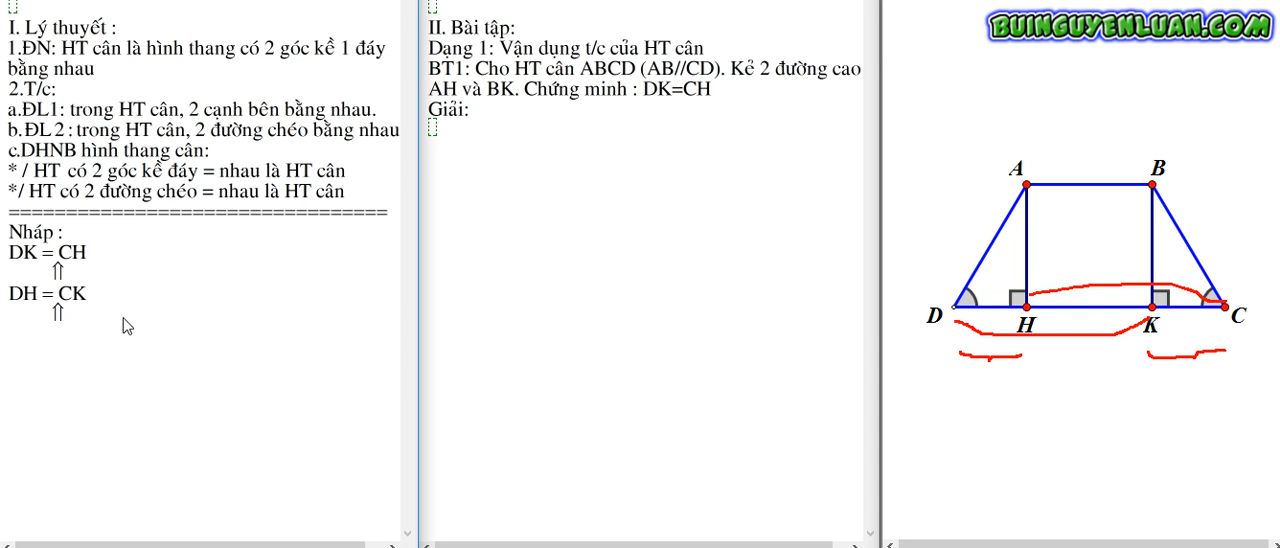 I. Lý thuyết :
1.ĐN: HT cân là hình thang có 2 góc kề 1 đáy
bằng nhau
2.T/c:
a.ĐL1: trong HT cân, 2 cạnh bên bằng nhau.
b.ĐL2 : trong HT cân, 2 đường chéo bằng nhau
c.DHNB hình thang cân:
* / HT có 2 góc kề đáy = nhau là HT cân
*/ HT có 2 đường chéo = nhau là HT cân
=================================
Nháp :
DK = CH
⇑
DH = CK
⇑
II. Bài tập:
Dạng 1: Vận dụng t/c của HT cân
BT1: Cho HT cân ABCD (AB//CD). Kẻ 2 đường cao
AH và BK. Chứng minh : DK=CH
Giải:
BUINGUYENLUAN.COM
A B
D H K C